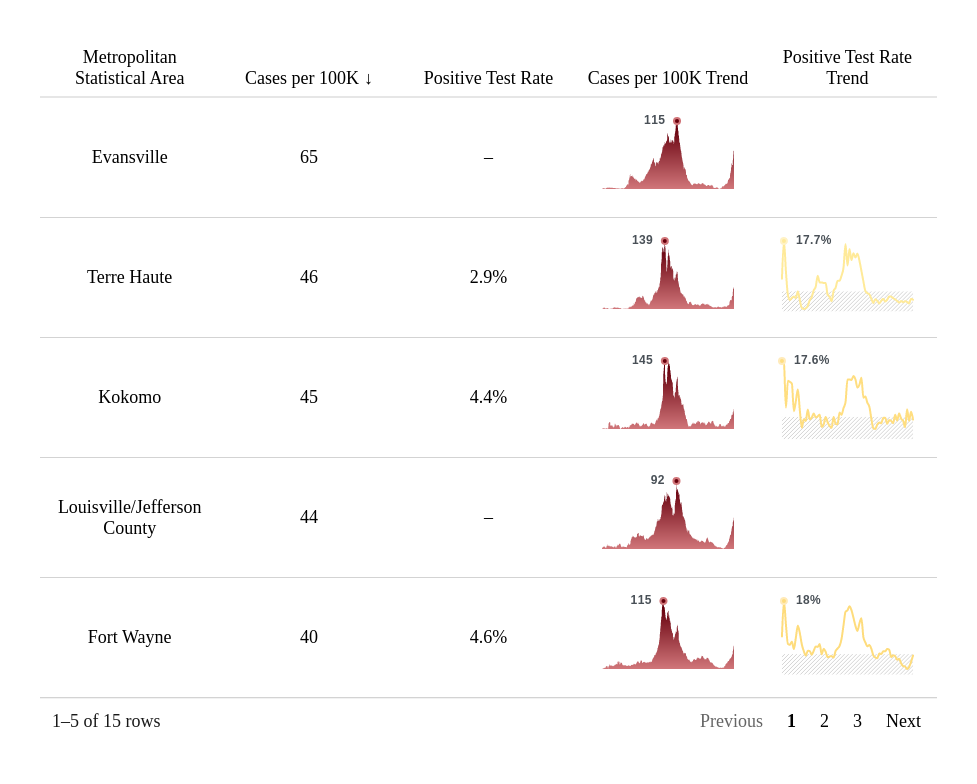 Metropolitan
Statistical Area
Cases per 100K ↓
Positive Test Rate
Cases per 100K Trend
Positive Test Rate
Trend
Evansville
65
–
115
Terre Haute
46
2.9%
139
17.7%
Kokomo
45
4.4%
145
17.6%
Louisville/Jefferson
County
44
–
92
Fort Wayne
40
4.6%
115
18%
1–5 of 15 rows
Previous 1 2 3 Next